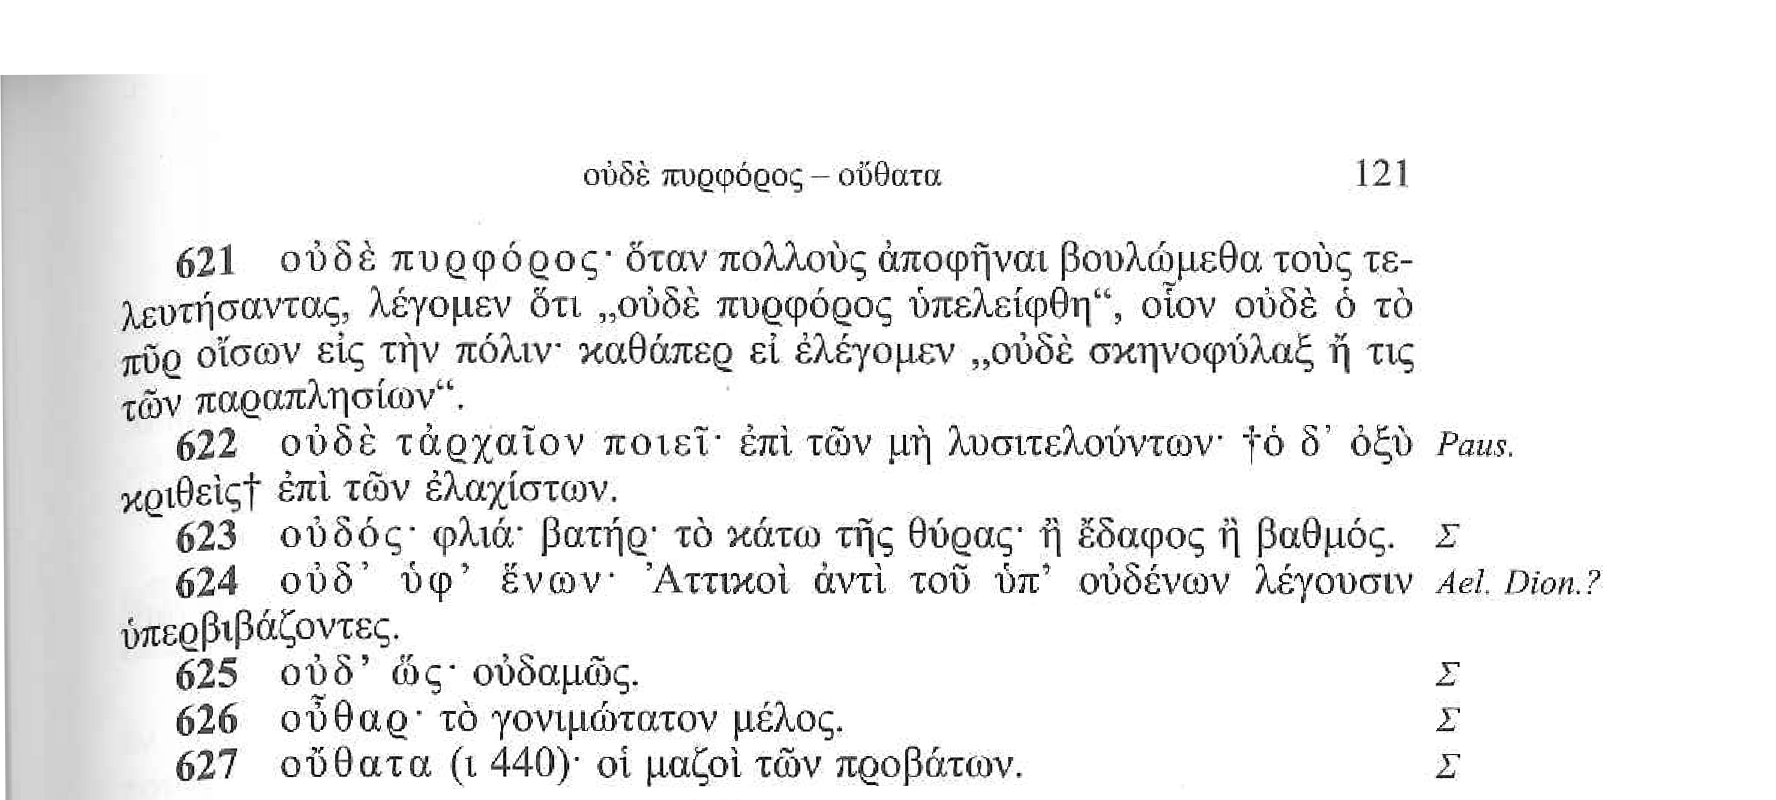 οὐδὲ πυρφόρος – οὔθατα 121
621 οὐδὲ πυρφόρος· ὅταν πολλοὺς ἀποφῆναι βουλώμεθα τοὺς τε-
λευτήσαντας, λέγομεν ὅτι „οὐδὲ πυρφόρος ὑπελείφθη“, οἷον οὐδὲ ὁ τὸ
πῦρ οἴσων εἰς τὴν πόλιν· καθάπερ εἰ ἐλέγομεν „οὐδὲ σκηνοφύλαξ ἤ τις
τῶν παραπλησίων“.
622 οὐδὲ τἀρχαῖον ποιεῖ· ἐπὶ τῶν μὴ λυσιτελούντων· †ὁ δ’ ὀξὺ Paus.
κριθεὶς† ἐπὶ τῶν ἐλαχίστων.
623 οὐδός· φλιά· βατήρ· τὸ κάτω τῆς θύρας· ἢ ἔδαφος ἢ βαθμός. Σ
624 οὐδ’ ὑφ’ ἕνων· Ἀττικοὶ ἀντὶ τοῦ ὑπ’ οὐδένων λέγουσιν Ael. Dion.?
ὑπερβιβάζοντες.
625 οὐδ’ ὥς· οὐδαμῶς. Σ
626 οὖθαρ· τὸ γονιμώτατον μέλος. Σ
627 οὔθατα (ι 440)· οἱ μαζοὶ τῶν προβάτων. Σ